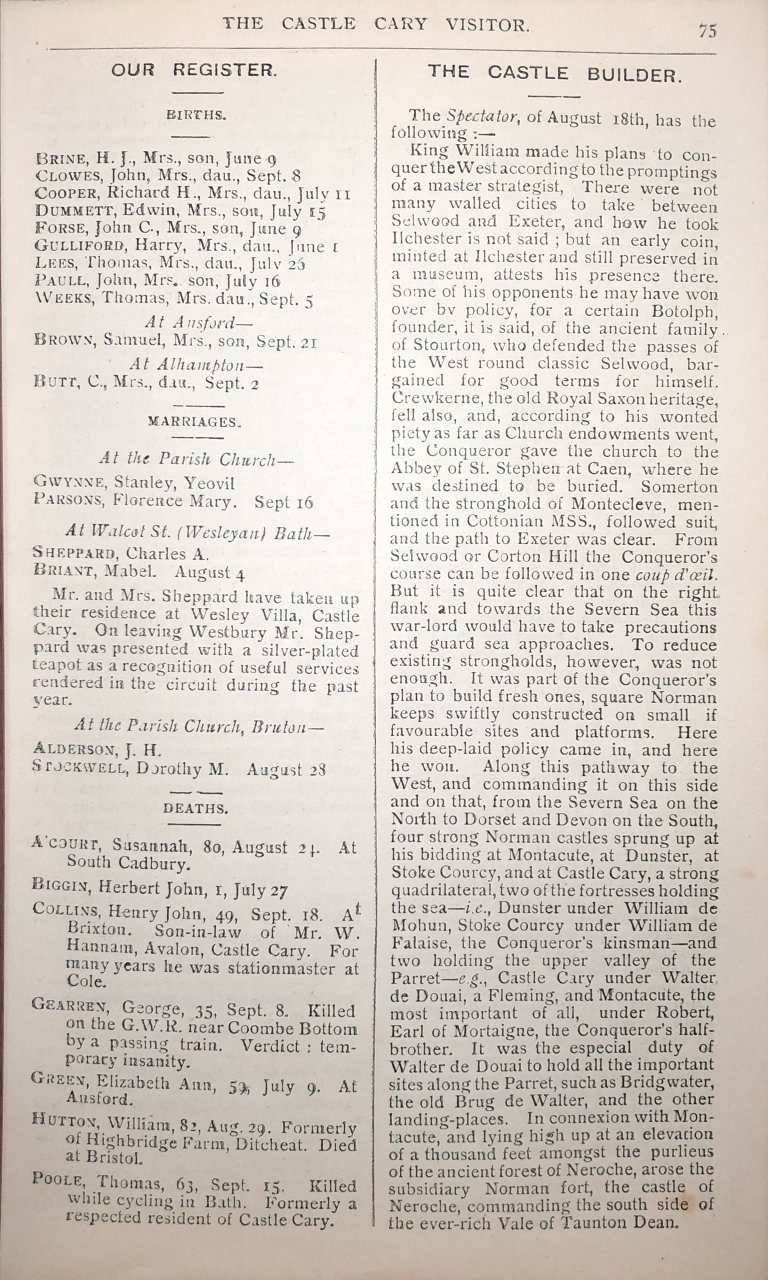 THE CASTLE CARY VISITOR.
75
OUR REGISTER.
BIRTHS.
BRINE, H. J., Mrs., son, June 9
CLOWES, John, Mrs., dau., Sept. 8
COOPER, Richard H., Mrs., dau., July 11
DUMMETT, Edwin, Mrs., son, July 15
FORSE, John C., Mrs., son, June 9
GULLIFORD, Harry, Mrs., dau., June 1
LEES, Thomas, Mrs., dau., July 26
PAULL, John, Mrs. son, July 16
WEEKS, Thomas, Mrs. dau., Sept. 5
At Ansford—
BROWN, Samuel, Mrs., son, Sept. 21
At Alhampton—
BUTT, C., Mrs., dau., Sept. 2
MARRIAGES.
At the Parish Church—
GWYNNE, Stanley, Yeovil
PARSONS, Florence Mary. Sept 16
At Walcot St. (Wesleyan) Bath—
SHEPPARD, Charles A.
BRIANT, Mabel. August 4
Mr. and Mrs. Sheppard have taken up
their residence at Wesley Villa, Castle
Cary. On leaving Westbury Mr. Shep-
pard was presented with a silver-plated
teapot as a recognition of useful services
rendered in the circuit during the past
year.
At the Parish Church, Bruton—
ALDERSON, J. H.
STOCKWELL, Dorothy M. August 28
DEATHS.
A'COURT, Susannah, 80, August 24. At
South Cadbury.
BIGGIN, Herbert John, 1, July 27
COLLINS, Henry John, 49, Sept. 18. At
Brixton. Son-in-law of Mr. W.
Hannam, Avalon, Castle Cary. For
many years he was stationmaster at
Cole.
GEARREN, George, 35, Sept. 8. Killed
on the G.W.R. near Coombe Bottom
by a passing train. Verdict : tem-
porary insanity.
GREEN, Elizabeth Ann, July 9. At
Ansford.
HUTTON, William, 82, Aug. 29. Formerly
of Highbridge Farm, Ditcheat. Died
at Bristol.
POOLE, Thomas, 63, Sept. 15. Killed
while cycling in Bath. Formerly a
respected resident of Castle Cary.
THE CASTLE BUILDER.
The Spectator, of August 18th, has the
following :—
King William made his plans to con-
quer the West according to the promptings
of a master strategist, There were not
many walled cities to take between
Selwood and Exeter, and how he took
Ilchester is not said ; but an early coin,
minted at Ilchester and still preserved in
a museum, attests his presence there.
Some of his opponents he may have won
over by policy, for a certain Botolph,
founder, it is said, of the ancient family
of Stourton, who defended the passes of
the West round classic Selwood, bar-
gained for good terms for himself.
Crewkerne, the old Royal Saxon heritage,
fell also, and, according to his wonted
piety as far as Church endowments went,
the Conqueror gave the church to the
Abbey of St. Stephen at Caen, where he
was destined to be buried. Somerton
and the stronghold of Montecleve, men-
tioned in Cottonian MSS., followed suit,
and the path to Exeter was clear. From
Selwood or Corton Hill the Conqueror's
course can be followed in one coup d'œil.
But it is quite clear that on the right
flank and towards the Severn Sea this
war-lord would have to take precautions
and guard sea approaches. To reduce
existing strongholds, however, was not
enough. It was part of the Conqueror's
plan to build fresh ones, square Norman
keeps swiftly constructed on small if
favourable sites and platforms. Here
his deep-laid policy came in, and here
he won. Along this pathway to the
West, and commanding it on this side
and on that, from the Severn Sea on the
North to Dorset and Devon on the South,
four strong Norman castles sprung up at
his bidding at Montacute, at Dunster, at
Stoke Courcy, and at Castle Cary, a strong
quadrilateral, two of the fortresses holding
the sea—i.e., Dunster under William de
Mohun, Stoke Courcy under William de
Falaise, the Conqueror's kinsman—and
two holding the upper valley of the
Parret—e.g., Castle Cary under Walter
de Douai, a Fleming, and Montacute, the
most important of all, under Robert,
Earl of Mortaigne, the Conqueror's half-
brother. It was the especial duty of
Walter de Douai to hold all the important
sites along the Parret, such as Bridgwater,
the old Brug de Walter, and the other
landing-places. In connexion with Mon-
tacute, and lying high up at an elevation
of a thousand feet amongst the purlieus
of the ancient forest of Neroche, arose the
subsidiary Norman fort, the castle of
Neroche, commanding the south side of
the ever-rich Vale of Taunton Dean.